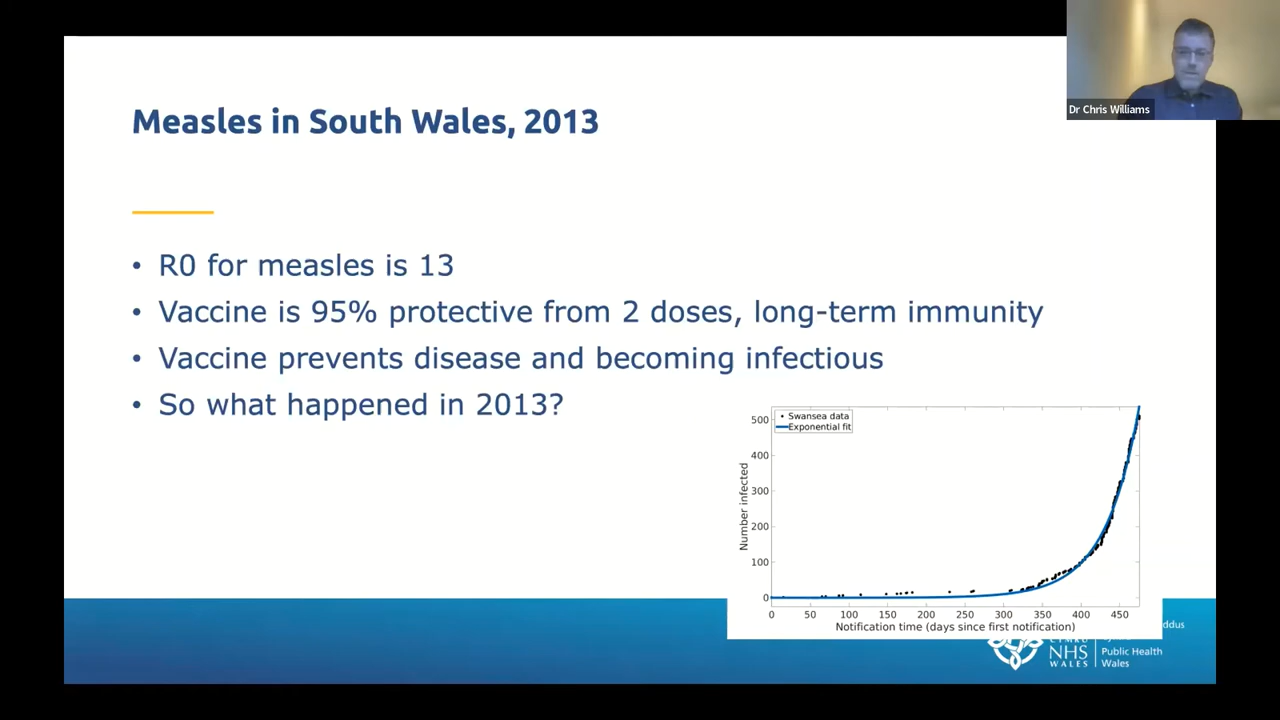 Dr Chris Williams
Measles in South Wales, 2013
• R0 for measles is 13
• Vaccine is 95% protective from 2 doses, long-term immunity
• Vaccine prevents disease and becoming infectious
• So what happened in 2013?
Swansea data
Exponential fit
Number infected
500
400
300
200
100
0
0 50 100 150 200 250 300 350 400 450
Notification time (days since first notification)
CYMRU
NHS
WALES
Public Health
Wales